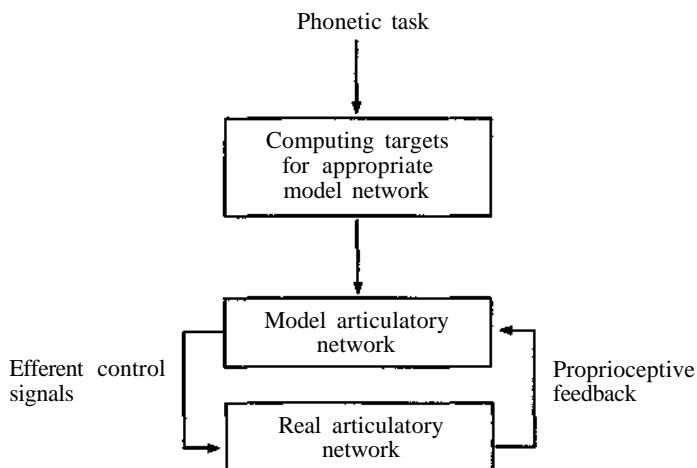 Phonetic task
Computing targets
for appropriate
model network
Model articulatory
network
Efferent control
signals
Proprioceptive
feedback
Real articulatory
network